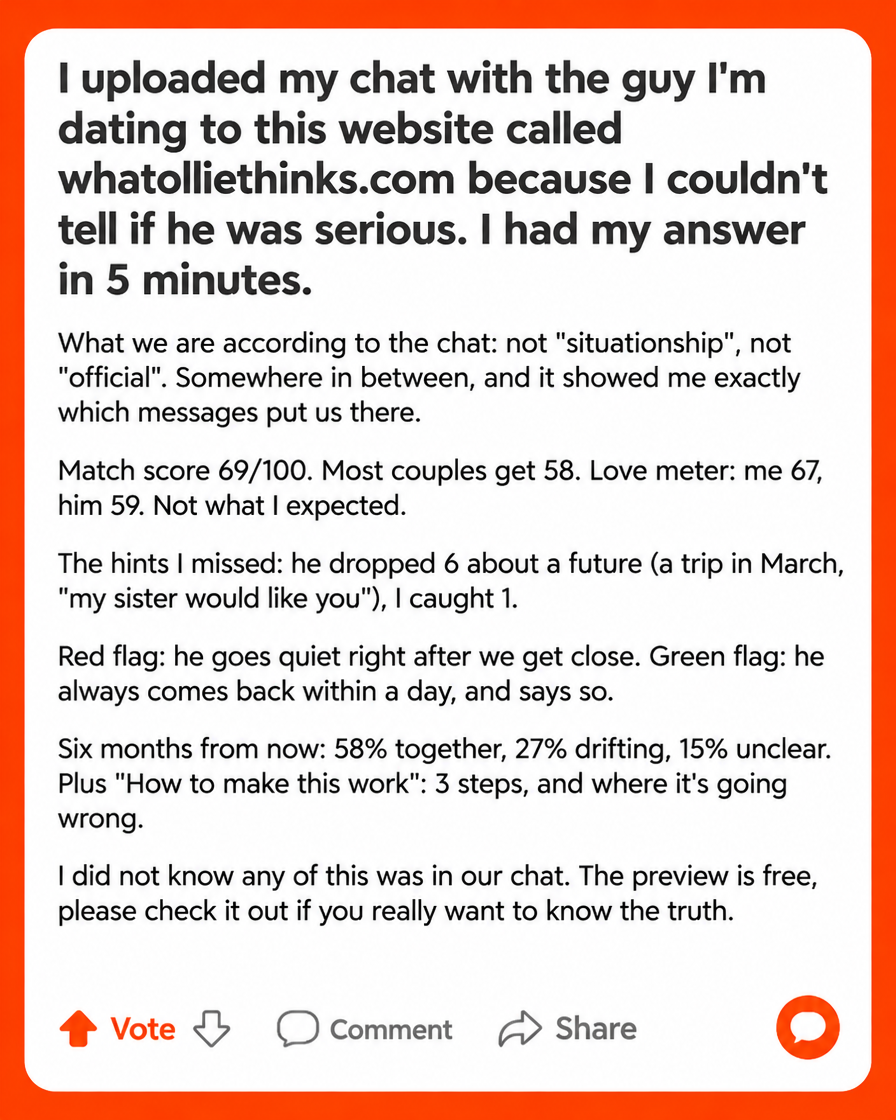 I uploaded my chat with the guy I'm
dating to this website called
whatolliethinks.com because I couldn't
tell if he was serious. I had my answer
in 5 minutes.
What we are according to the chat: not "situationship", not
"official". Somewhere in between, and it showed me exactly
which messages put us there.
Match score 69/100. Most couples get 58. Love meter: me 67,
him 59. Not what I expected.
The hints I missed: he dropped 6 about a future (a trip in March,
"my sister would like you"), I caught 1.
Red flag: he goes quiet right after we get close. Green flag: he
always comes back within a day, and says so.
Six months from now: 58% together, 27% drifting, 15% unclear.
Plus "How to make this work": 3 steps, and where it's going
wrong.
I did not know any of this was in our chat. The preview is free,
please check it out if you really want to know the truth.
Vote Comment Share